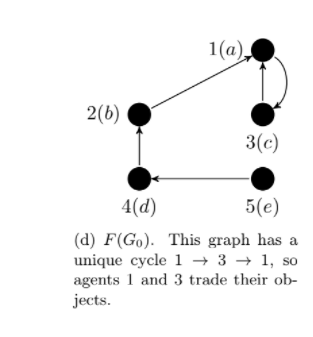 1(a)
2(b)
3(c)
4(d)
5(e)
(d) F(G₀). This graph has a
unique cycle 1 → 3 → 1, so
agents 1 and 3 trade their ob-
jects.